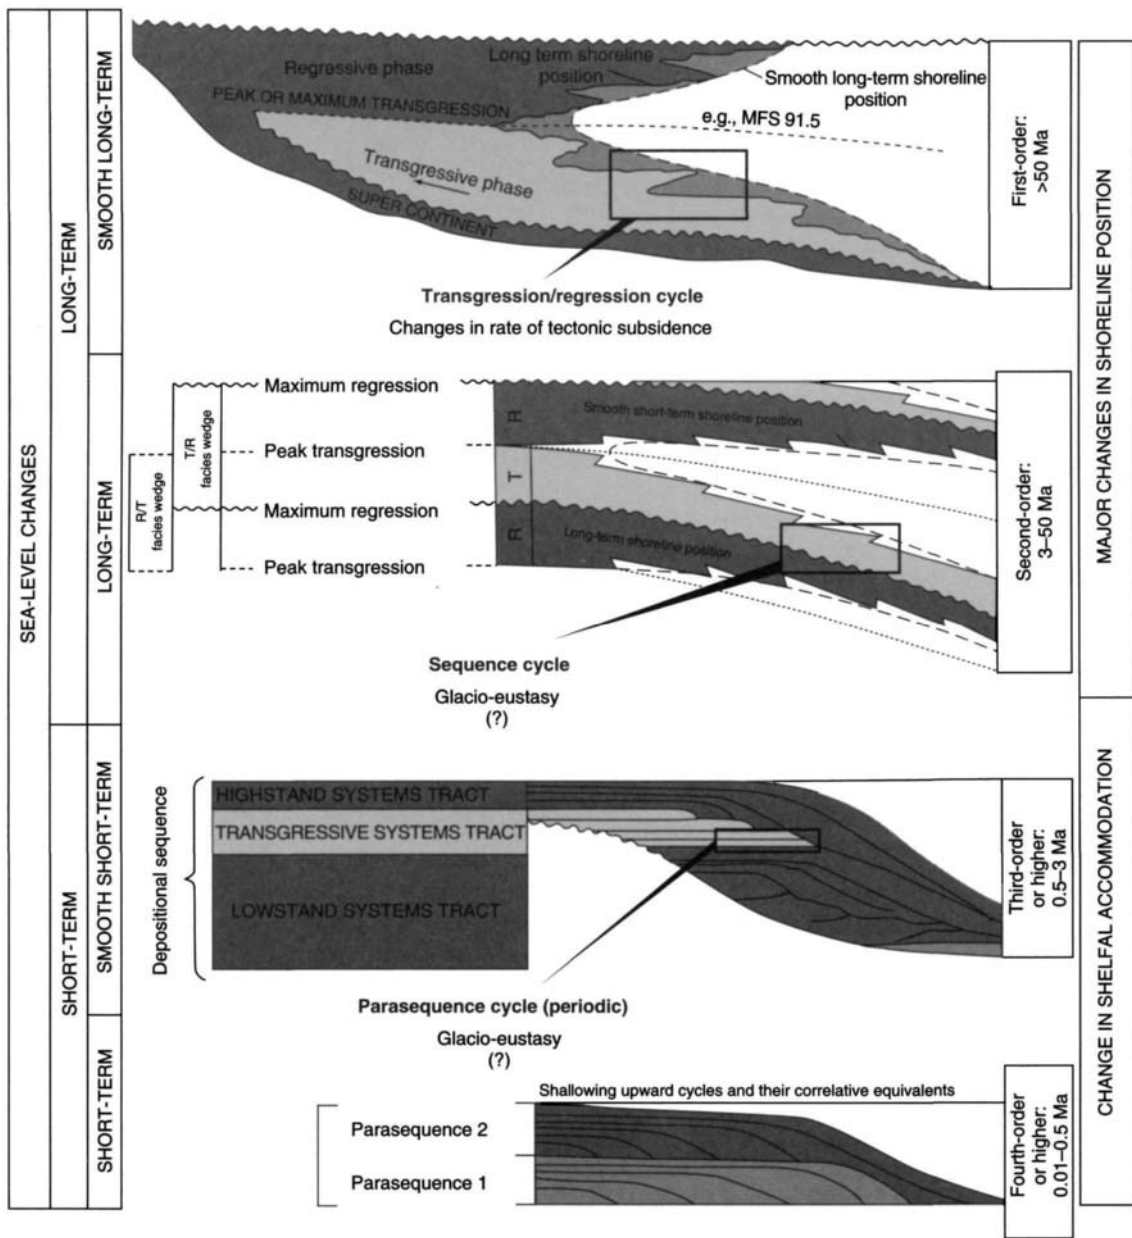 SEA-LEVEL CHANGES
LONG-TERM
SMOOTH LONG-TERM
Regressive phase
Long term shoreline
position
Smooth long-term shoreline
position
PEAK OR MAXIMUM TRANSGRESSION
e.g., MFS 91.5
Transgressive phase
SUPER CONTINENT
First-order:
>50 Ma
MAJOR CHANGES IN SHORELINE POSITION
Transgression/regression cycle
Changes in rate of tectonic subsidence
LONG-TERM
R/T
facies wedge
T/R
facies wedge
Maximum regression
Peak transgression
Maximum regression
Peak transgression
R
T
R
Smooth short-term shoreline position
Long-term shoreline position
Second-order:
3–50 Ma
Sequence cycle
Glacio-eustasy
(?)
SHORT-TERM
SMOOTH SHORT-TERM
Depositional sequence
HIGHSTAND SYSTEMS TRACT
TRANSGRESSIVE SYSTEMS TRACT
LOWSTAND SYSTEMS TRACT
Third-order
or higher:
0.5–3 Ma
CHANGE IN SHELFAL ACCOMMODATION
Parasequence cycle (periodic)
Glacio-eustasy
(?)
SHORT-TERM
Shallowing upward cycles and their correlative equivalents
Parasequence 2
Parasequence 1
Fourth-order
or higher:
0.01–0.5 Ma